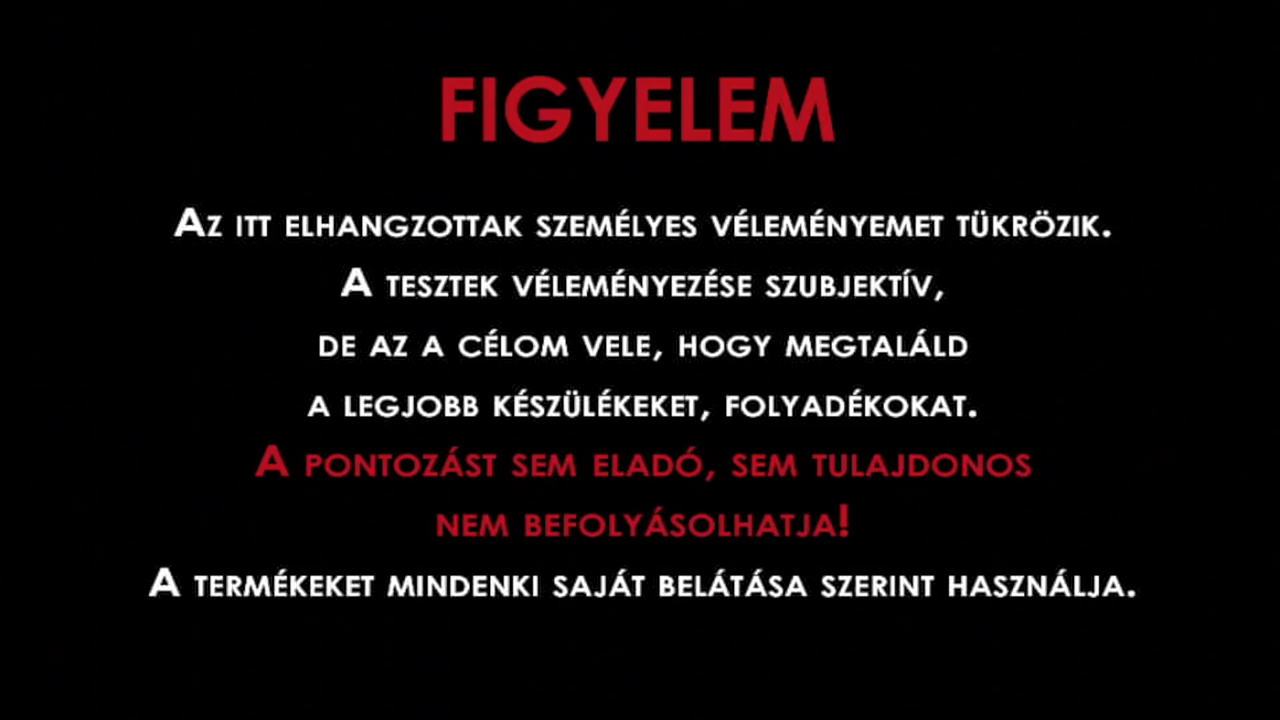 FIGYELEM
Az itt elhangzottak személyes véleményemet tükrözik.
A tesztek véleményezése szubjektív,
de az a célom vele, hogy megtaláld
a legjobb készülékeket, folyadékokat.
A pontozást sem eladó, sem tulajdonos
nem befolyásolhatja!
A termékeket mindenki saját belátása szerint használja.